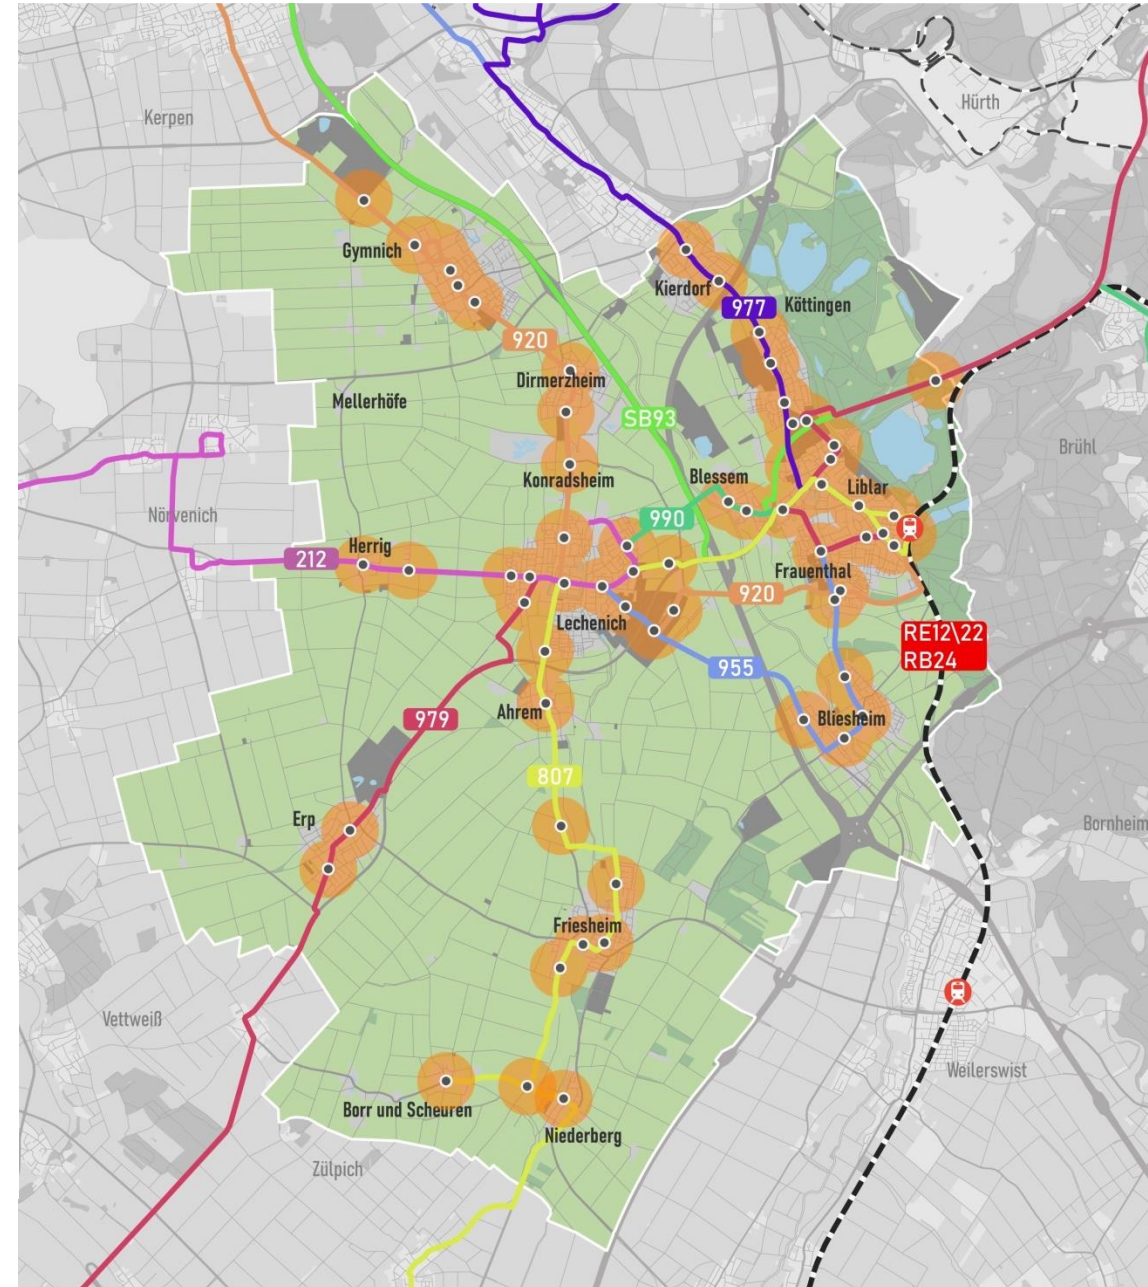 Hürth
Kerpen
Gymnich
Kierdorf
977
Köttingen
920
Dirmerzheim
Mellerhöfe
SB93
Brühl
Konradsheim
Blessem
Liblar
Nörvenich
990
Herrig
212
Frauenthal
920
Lechenich
RE12\22
RB24
955
979
Ahrem
Bliesheim
807
Erp
Bornheim
Friesheim
Vettweiß
Weilerswist
Borr und Scheuren
Niederberg
Zülpich